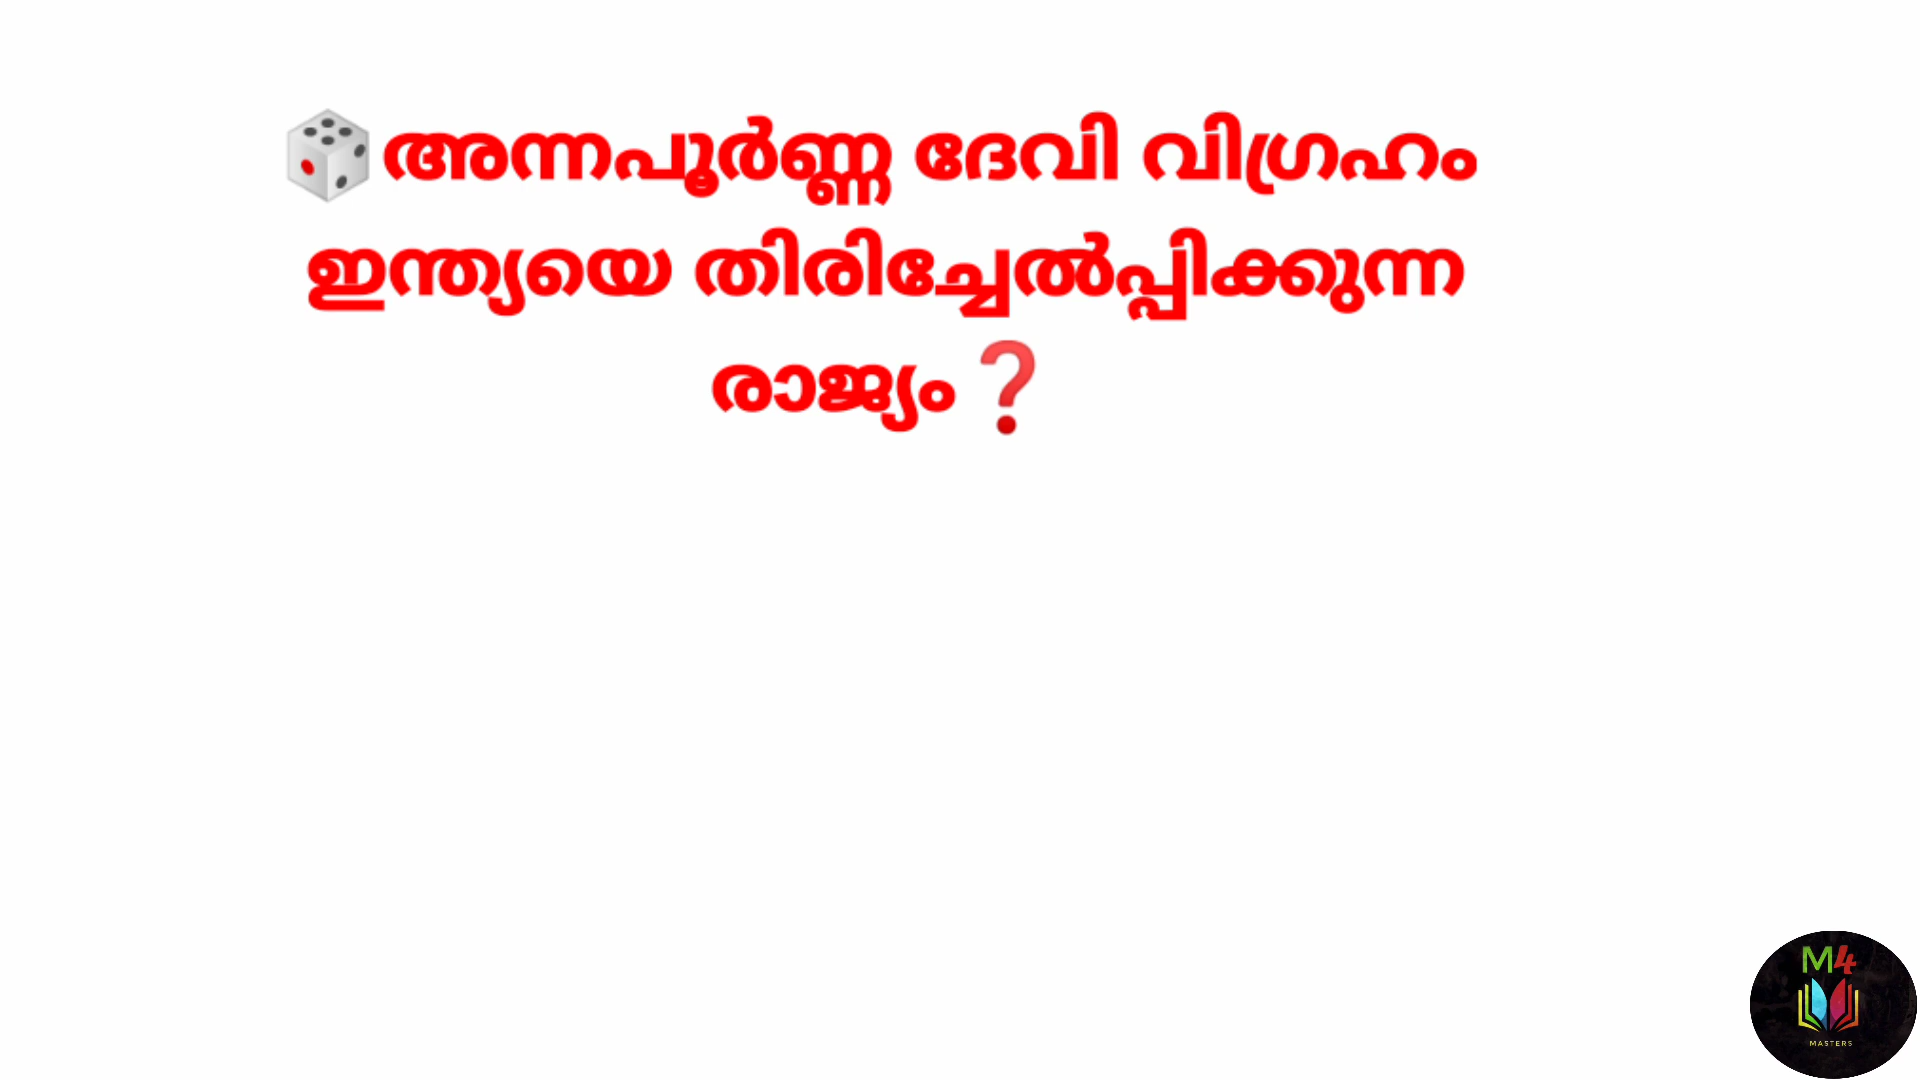 🎲അന്നപൂർണ്ണ ദേവി വിഗ്രഹം
ഇന്ത്യയെ തിരിച്ചേൽപ്പിക്കുന്ന
രാജ്യം❓
M4
MASTERS